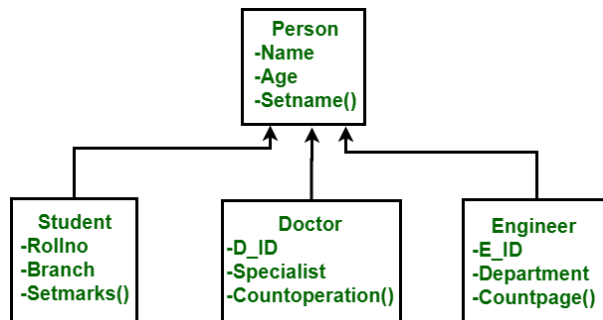 Person
-Name
-Age
-Setname()
Student
-Rollno
-Branch
-Setmarks()
Doctor
-D_ID
-Specialist
-Countoperation()
Engineer
-E_ID
-Department
-Countpage()